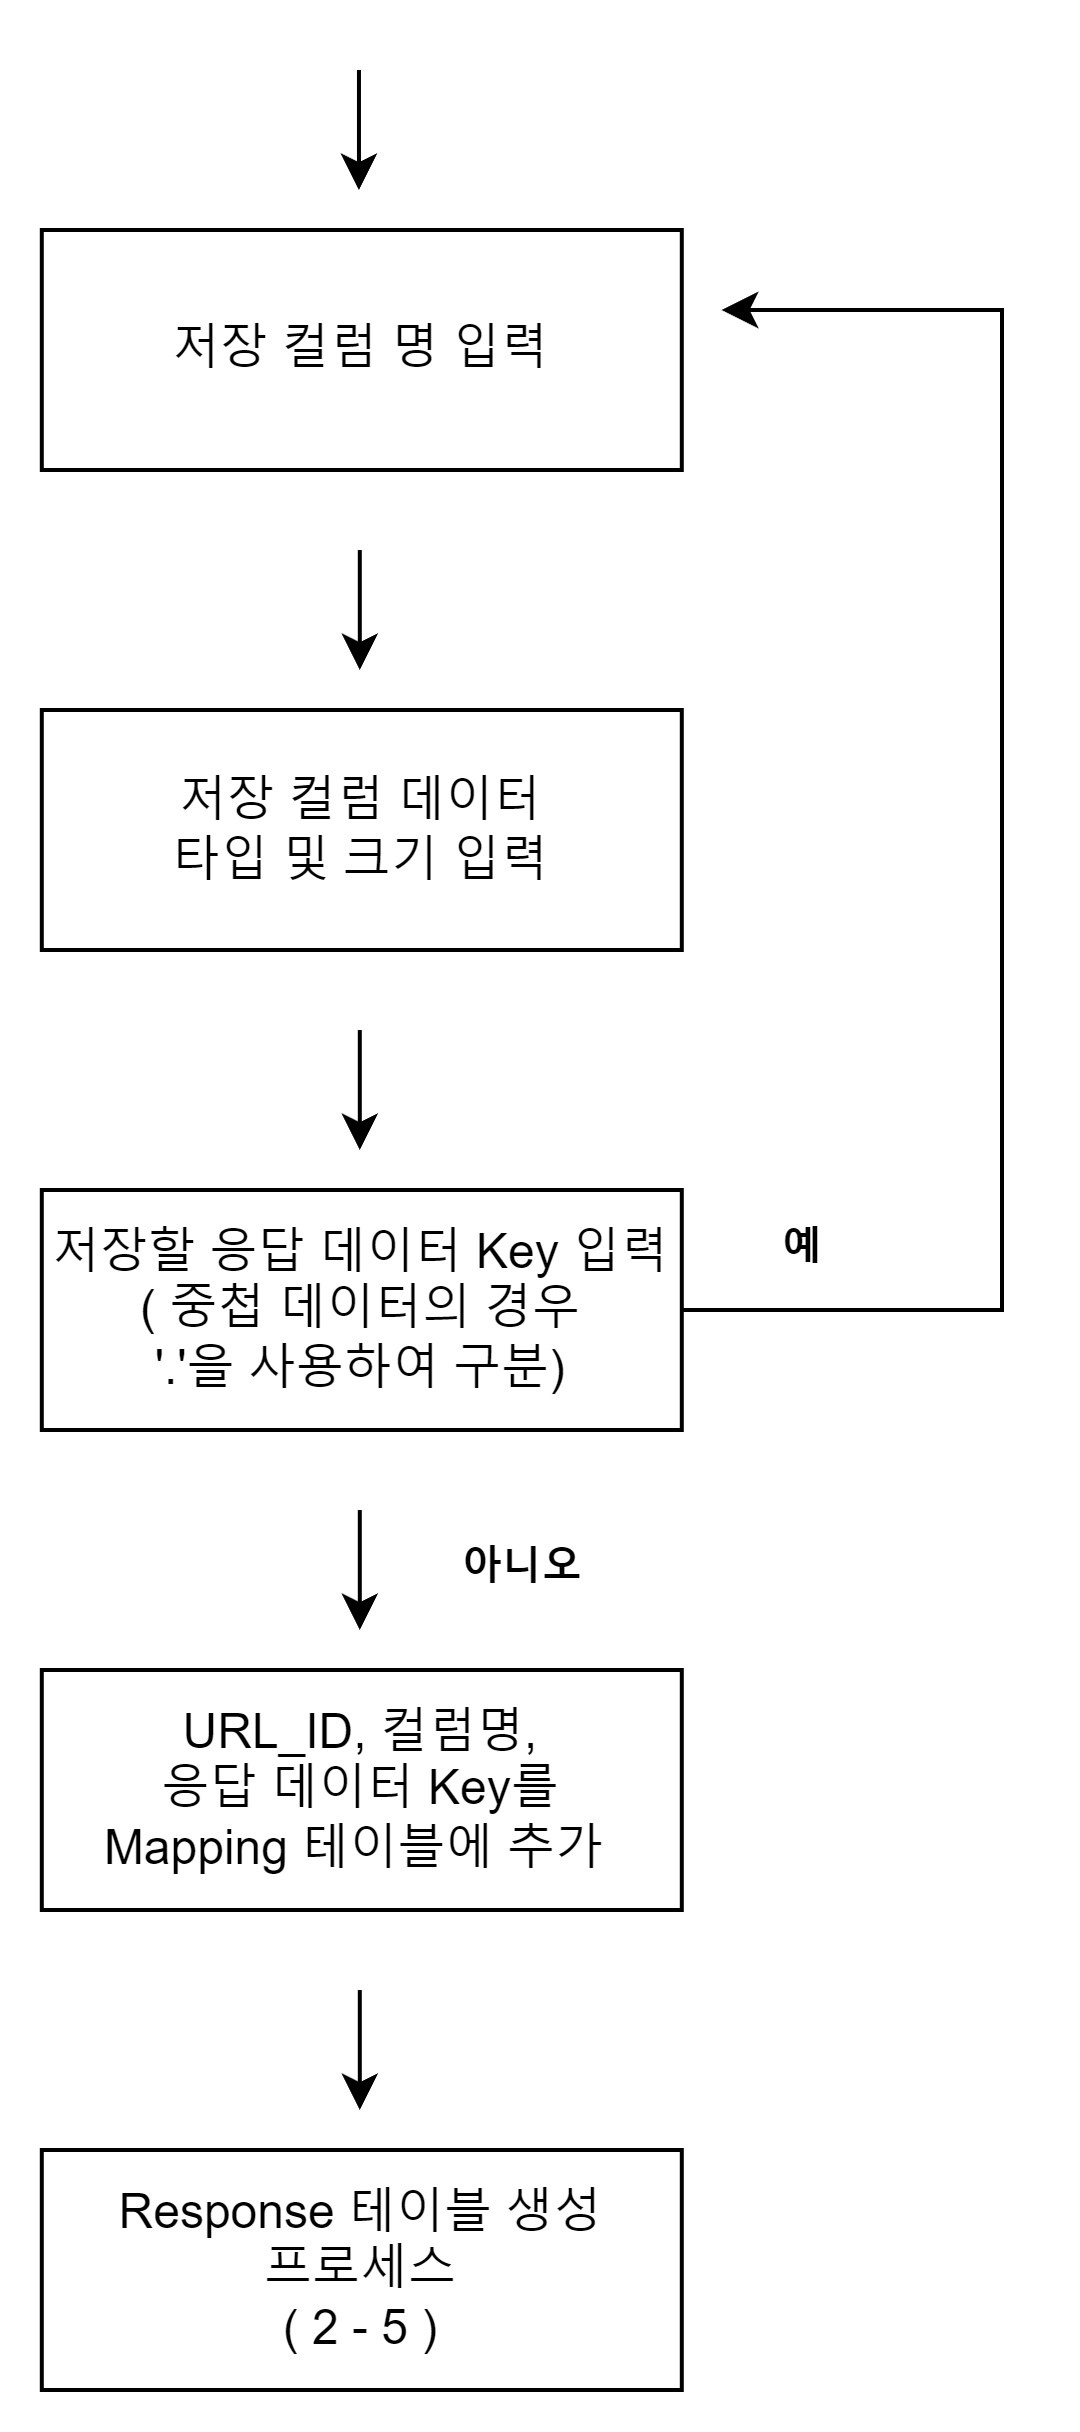 저장 컬럼 명 입력
저장 컬럼 데이터
타입 및 크기 입력
저장할 응답 데이터 Key 입력
( 중첩 데이터의 경우
'.'을 사용하여 구분)
예
아니오
URL_ID, 컬럼명,
응답 데이터 Key를
Mapping 테이블에 추가
Response 테이블 생성
프로세스
( 2 - 5 )